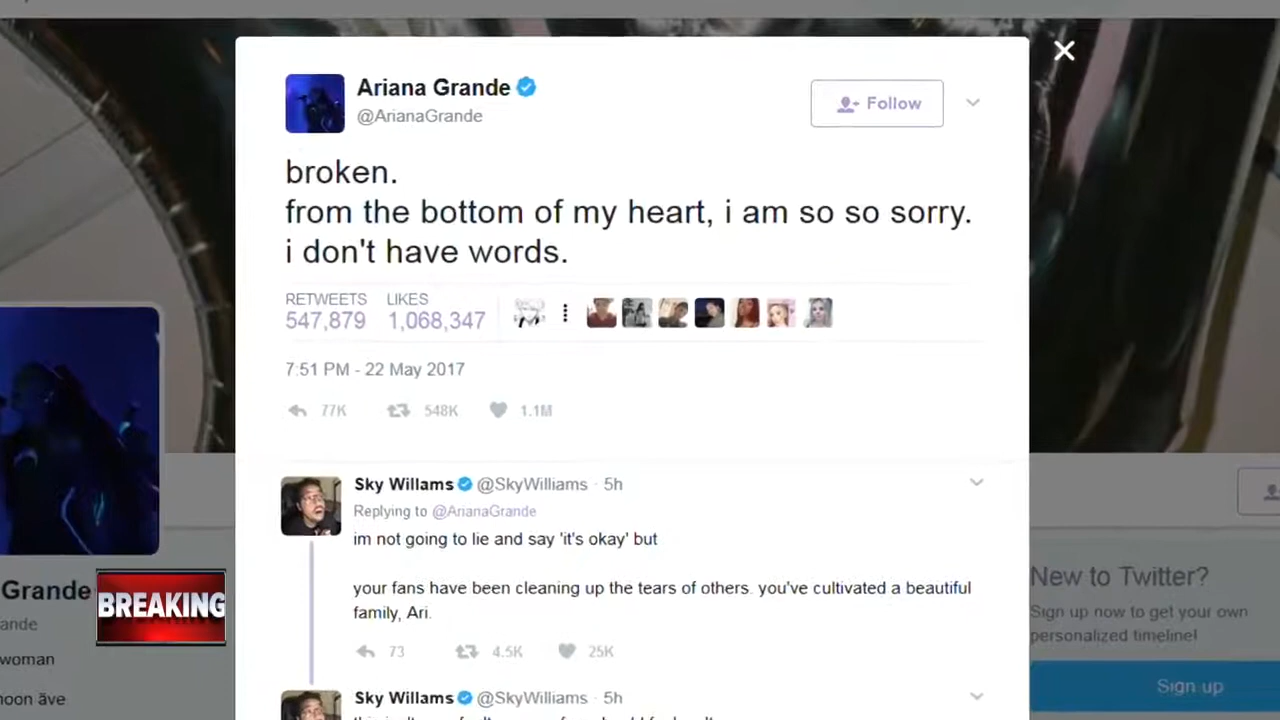 Ariana Grande
@ArianaGrande
Follow
broken.
from the bottom of my heart, i am so so sorry.
i don't have words.
RETWEETS LIKES
547,879 1,068,347
7:51 PM - 22 May 2017
77K 548K 1.1M
Sky Willams @SkyWilliams · 5h
Replying to @ArianaGrande
im not going to lie and say 'it's okay' but
your fans have been cleaning up the tears of others. you've cultivated a beautiful
family, Ari.
73 4.5K 25K
Sky Willams @SkyWilliams · 5h
Grande
ande
woman
noon äve
BREAKING
New to Twitter?
Sign up now to get your own
personalized timeline!
Sign up